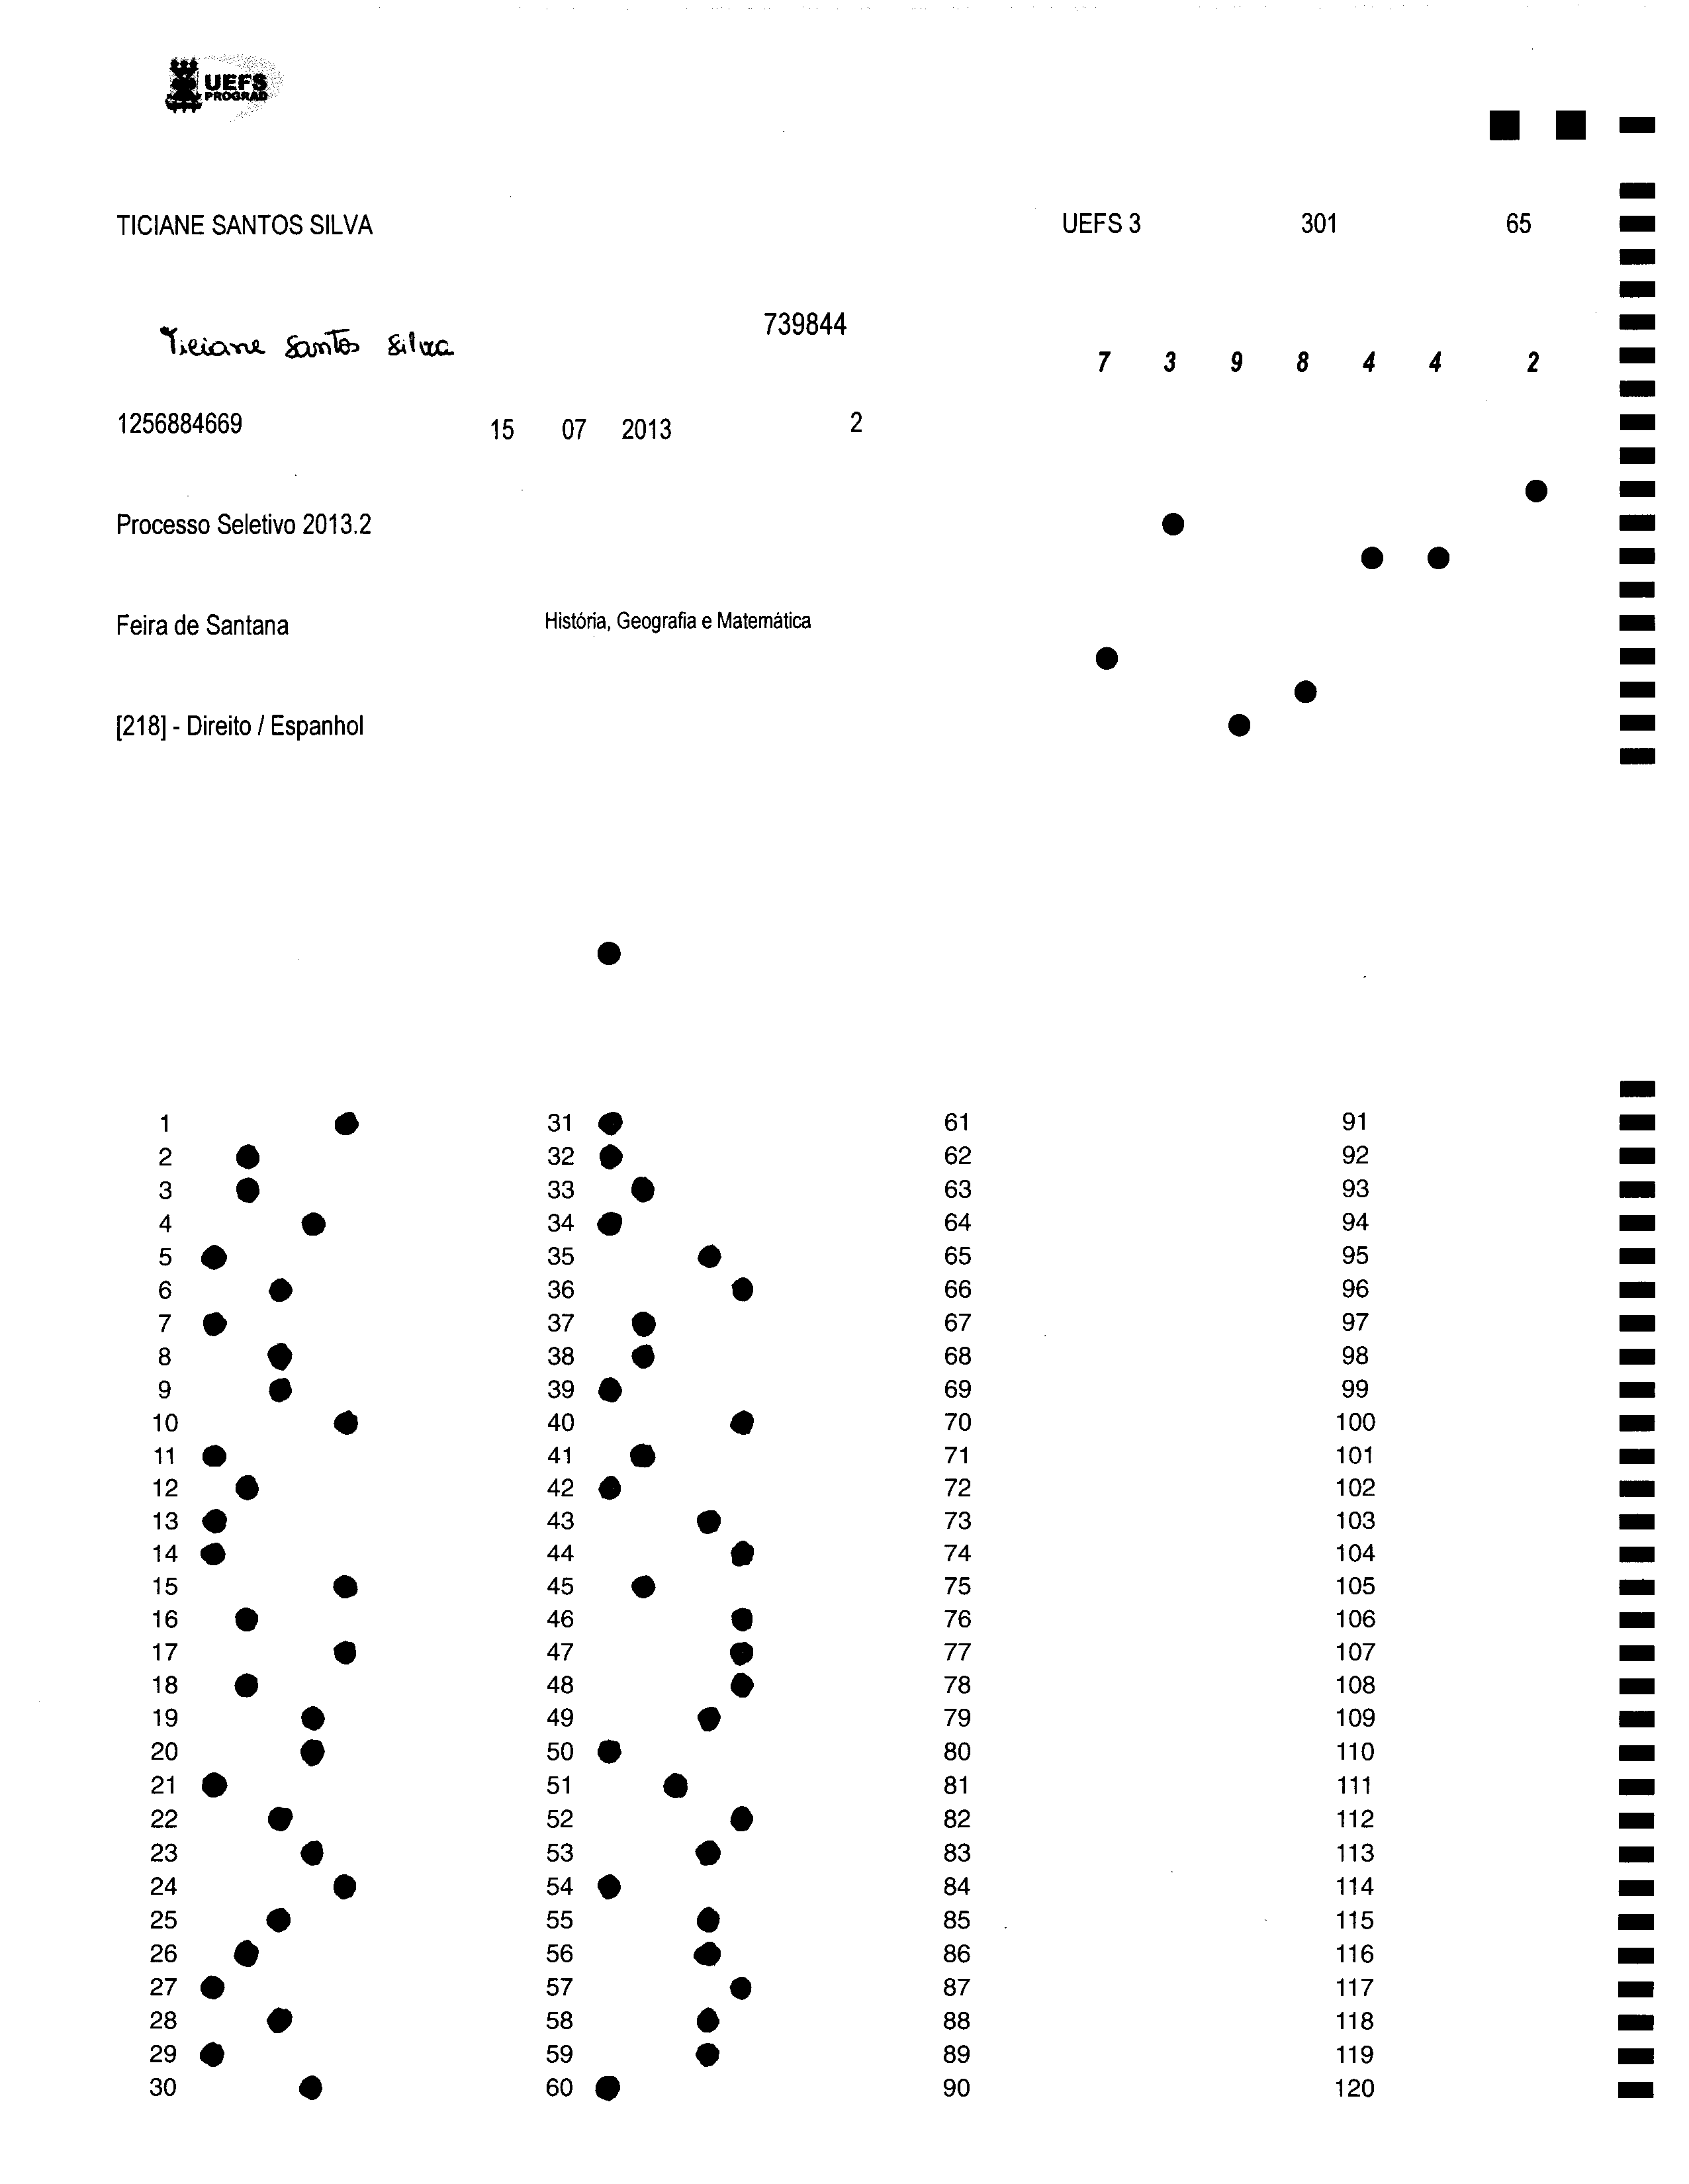 UEFS
PROGRAD
TICIANE SANTOS SILVA UEFS 3 301 65
Ticiane Santos Silva 739844
7 3 9 8 4 4 2
1256884669 15 07 2013 2
Processo Seletivo 2013.2
Feira de Santana História, Geografia e Matemática
[218] - Direito / Espanhol
1 31 61 91
2 32 62 92
3 33 63 93
4 34 64 94
5 35 65 95
6 36 66 96
7 37 67 97
8 38 68 98
9 39 69 99
10 40 70 100
11 41 71 101
12 42 72 102
13 43 73 103
14 44 74 104
15 45 75 105
16 46 76 106
17 47 77 107
18 48 78 108
19 49 79 109
20 50 80 110
21 51 81 111
22 52 82 112
23 53 83 113
24 54 84 114
25 55 85 115
26 56 86 116
27 57 87 117
28 58 88 118
29 59 89 119
30 60 90 120